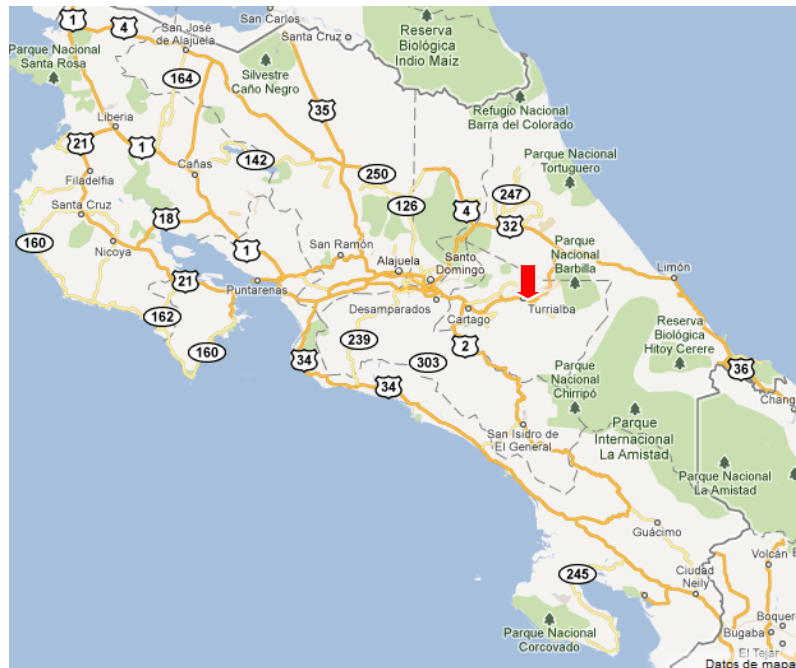 1
4
San José
de Alajuela
San Carlos
Santa Cruz
Reserva
Biológica
Indio Maíz
Parque Nacional
Santa Rosa
164
Silvestre
Caño Negro
35
Refugio Nacional
Barra del Colorado
Liberia
21
1
142
Cañas
250
Parque Nacional
Tortuguero
Filadelfia
247
126
4
Santa Cruz
18
32
160
Nicoya
1
San Ramón
Alajuela
Santo
Domingo
Parque
Nacional
Barbilla
Limón
21
Puntarenas
Desamparados
Cartago
Turrialba
162
239
2
Reserva
Biológica
Hitoy Cerere
160
34
303
36
34
Parque
Nacional
Chirripó
Chang
Parque
Internacional
La Amistad
San Isidro de
El General
Parque Nacional
La Amistad
Guácimo
Volcán
245
Ciudad
Neily
Boquer
Bugaba
Parque Nacional
Corcovado
El Tejar
Datos de mapa